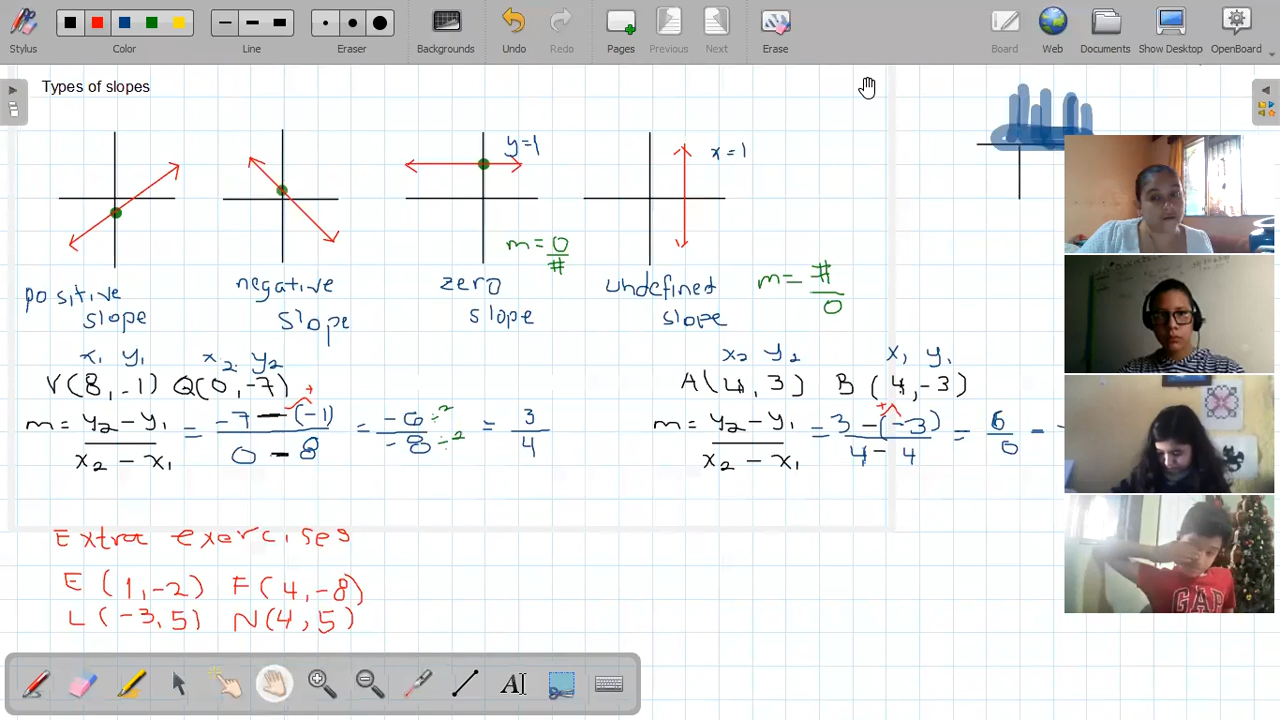 Stylus Color Line Eraser Backgrounds Undo Redo Pages Previous Next Erase Board Web Documents Show Desktop OpenBoard
Types of slopes
y=1
x=1
m = 0/#
m = #/0
positive slope
negative slope
zero slope
undefined slope
x₁ y₁ x₂ y₂
V(8,-1) Q(0,-7)
m = y₂ - y₁ / x₂ - x₁ = -7 - (-1) / 0 - 8 = -6 ÷2 / -8 ÷2 = 3/4
+
x₂ y₂ x₁ y₁
A(4,3) B(4,-3)
m = y₂ - y₁ / x₂ - x₁ = 3 - (-3) / 4 - 4 = 6/0 -
+
Extra exercises
E (1,-2) F(4,-8)
L(-3,5) N(4,5)
GAP